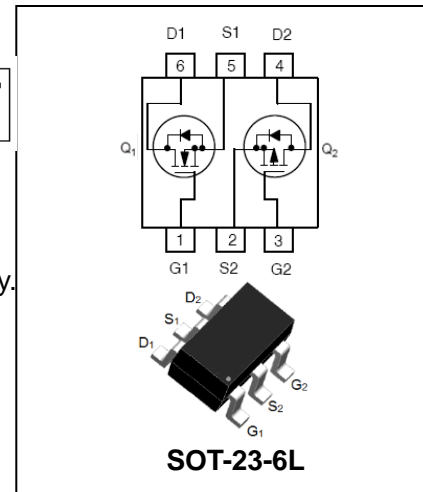 D1 S1 D2
6 5 4
Q1 Q2
1 2 3
G1 S2 G2
y.
D2
S1
D1
G2
S2
G1
SOT-23-6L